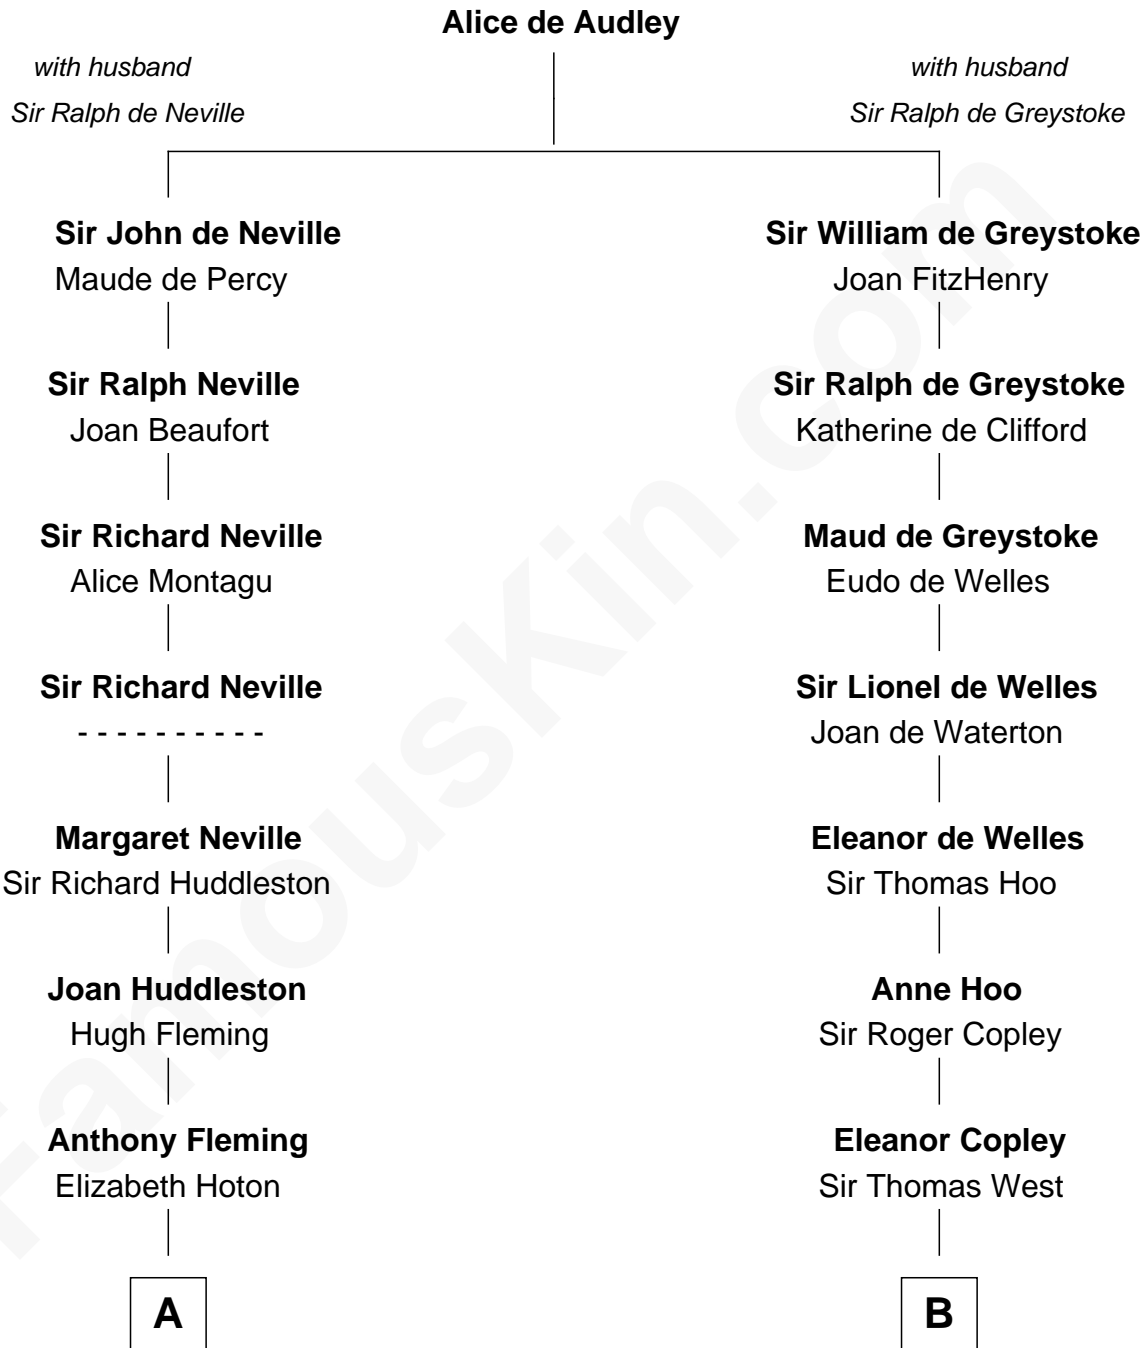 Alice de Audley
with husband
Sir Ralph de Neville
with husband
Sir Ralph de Greystoke
Sir John de Neville
Maude de Percy
Sir William de Greystoke
Joan FitzHenry
Sir Ralph Neville
Joan Beaufort
Sir Ralph de Greystoke
Katherine de Clifford
Sir Richard Neville
Alice Montagu
Maud de Greystoke
Eudo de Welles
Sir Richard Neville
- - - - - - - - - -
Sir Lionel de Welles
Joan de Waterton
Margaret Neville
Sir Richard Huddleston
Eleanor de Welles
Sir Thomas Hoo
Joan Huddleston
Hugh Fleming
Anne Hoo
Sir Roger Copley
Anthony Fleming
Elizabeth Hoton
Eleanor Copley
Sir Thomas West
A
B
FamousKin.com